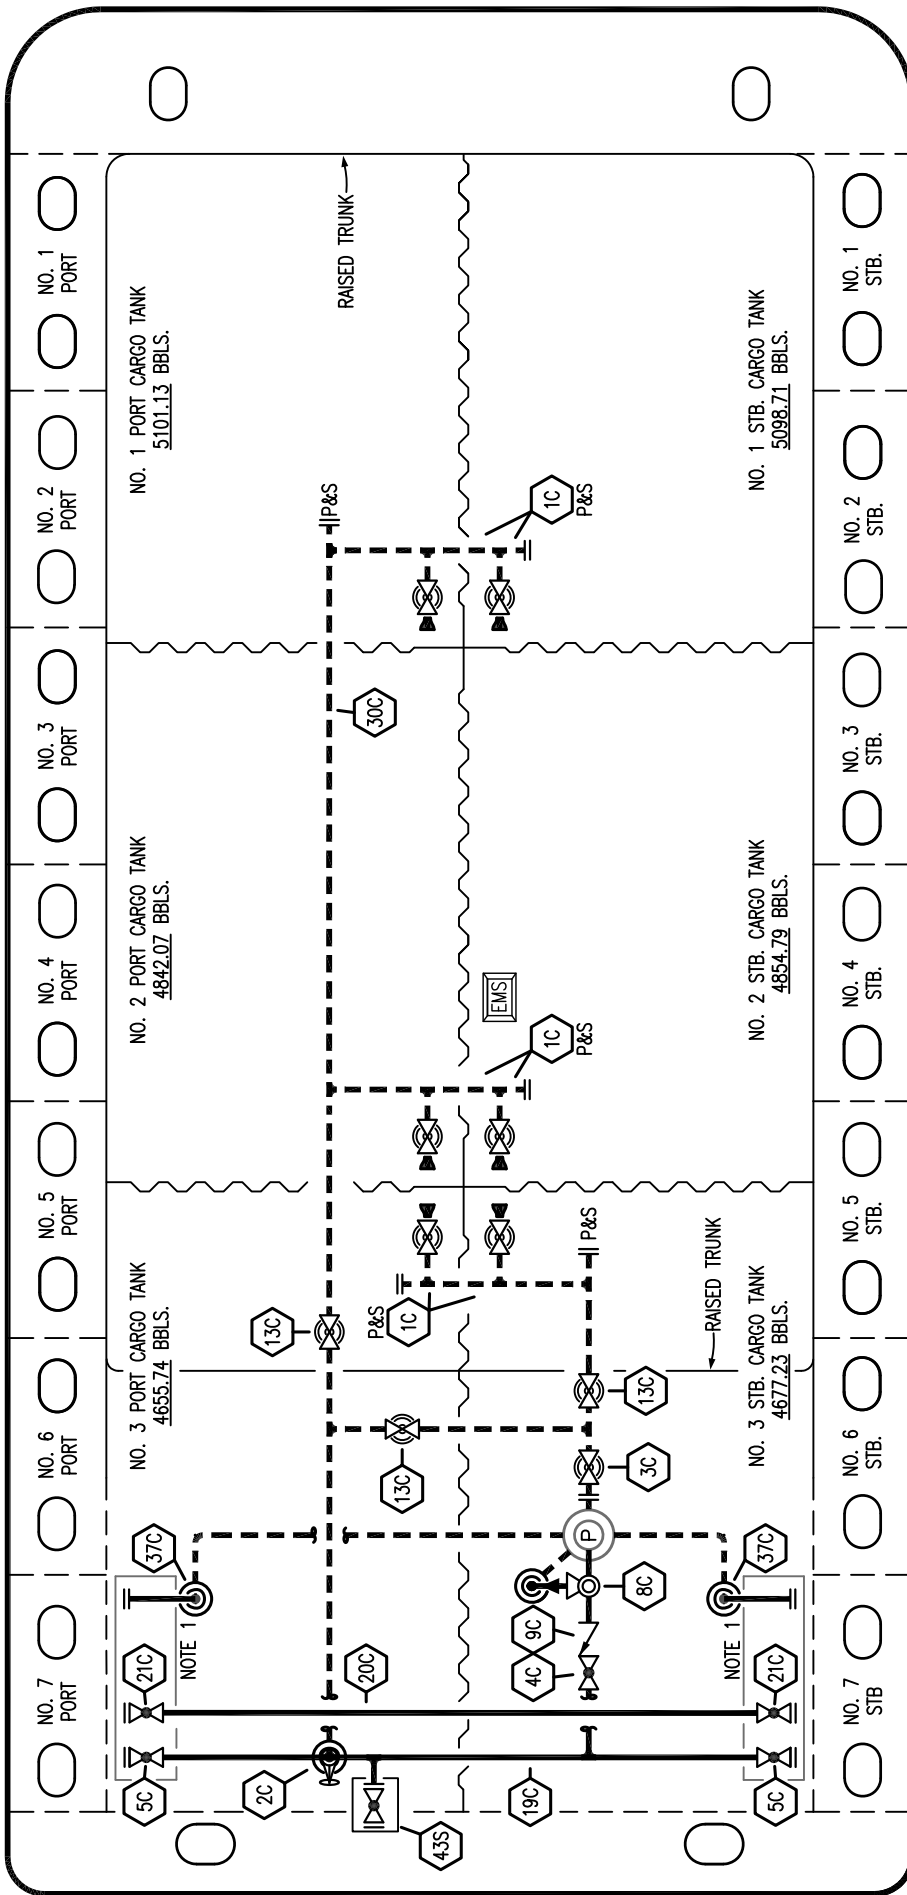 NO. 1
PORT
NO. 2
PORT
NO. 3
PORT
NO. 4
PORT
NO. 5
PORT
NO. 6
PORT
NO. 7
PORT
RAISED TRUNK
NO. 1 PORT CARGO TANK
5101.13 BBLS.
NO. 1 STB. CARGO TANK
5098.71 BBLS.
P&S
1C
P&S
30C
NO. 2 PORT CARGO TANK
4842.07 BBLS.
NO. 2 STB. CARGO TANK
4854.79 BBLS.
EMS
1C
P&S
P&S
1C
P&S
13C
RAISED TRUNK
NO. 3 PORT CARGO TANK
4655.74 BBLS.
NO. 3 STB. CARGO TANK
4677.23 BBLS.
13C
13C
3C
P
37C
37C
8C
9C
4C
NOTE 1
NOTE 1
21C
20C
21C
5C
2C
43S
19C
5C
NO. 1
STB.
NO. 2
STB.
NO. 3
STB.
NO. 4
STB.
NO. 5
STB.
NO. 6
STB.
NO. 7
STB